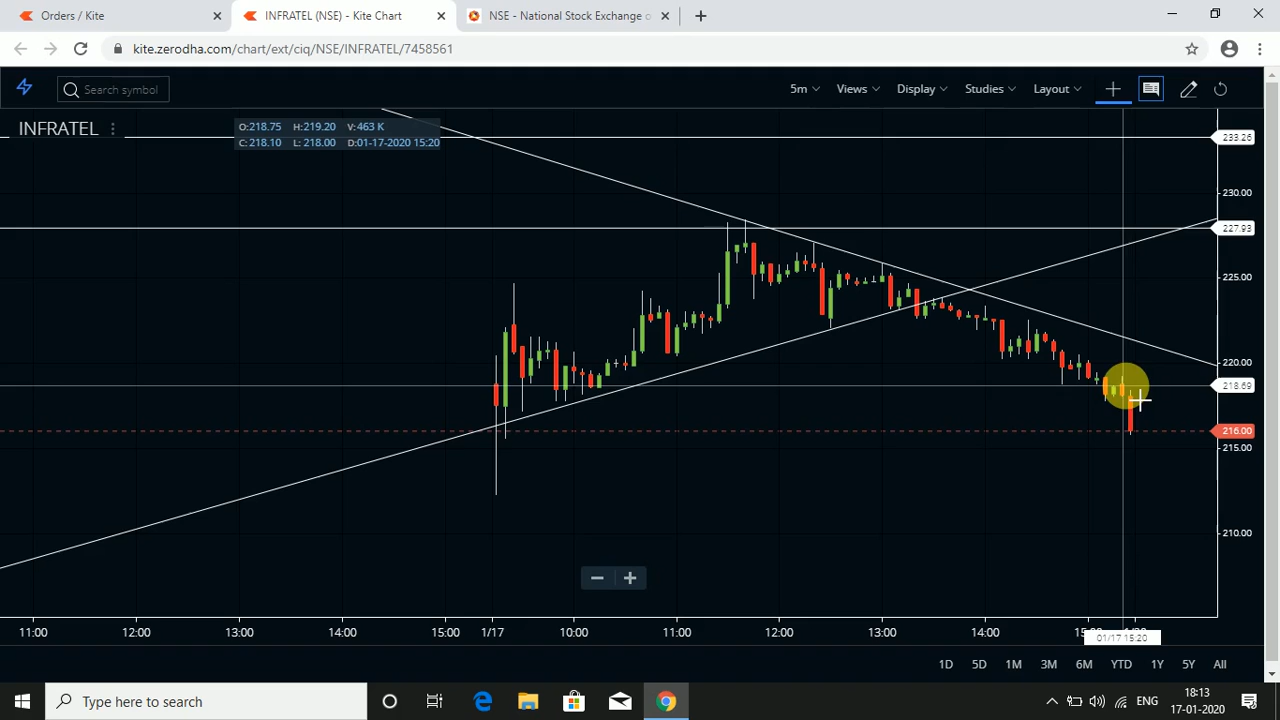 Orders / Kite
INFRATEL (NSE) - Kite Chart
NSE - National Stock Exchange o
kite.zerodha.com/chart/ext/ciq/NSE/INFRATEL/7458561
Search symbol
5m
Views
Display
Studies
Layout
INFRATEL
O:218.75 H:219.20 V:463 K
C:218.10 L: 218.00 D:01-17-2020 15:20
233.26
230.00
227.93
225.00
220.00
218.69
216.00
215.00
210.00
11:00 12:00 13:00 14:00 15:00 1/17 10:00 11:00 12:00 13:00 14:00
01/17 15:20
1D 5D 1M 3M 6M YTD 1Y 5Y All
Type here to search
ENG
18:13
17-01-2020